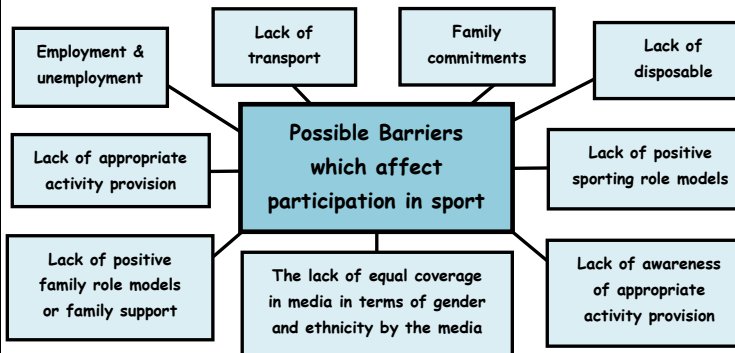 Employment &
unemployment
Lack of
transport
Family
commitments
Lack of
disposable
Possible Barriers
which affect
participation in sport
Lack of appropriate
activity provision
Lack of positive
sporting role models
Lack of positive
family role models
or family support
The lack of equal coverage
in media in terms of gender
and ethnicity by the media
Lack of awareness
of appropriate
activity provision